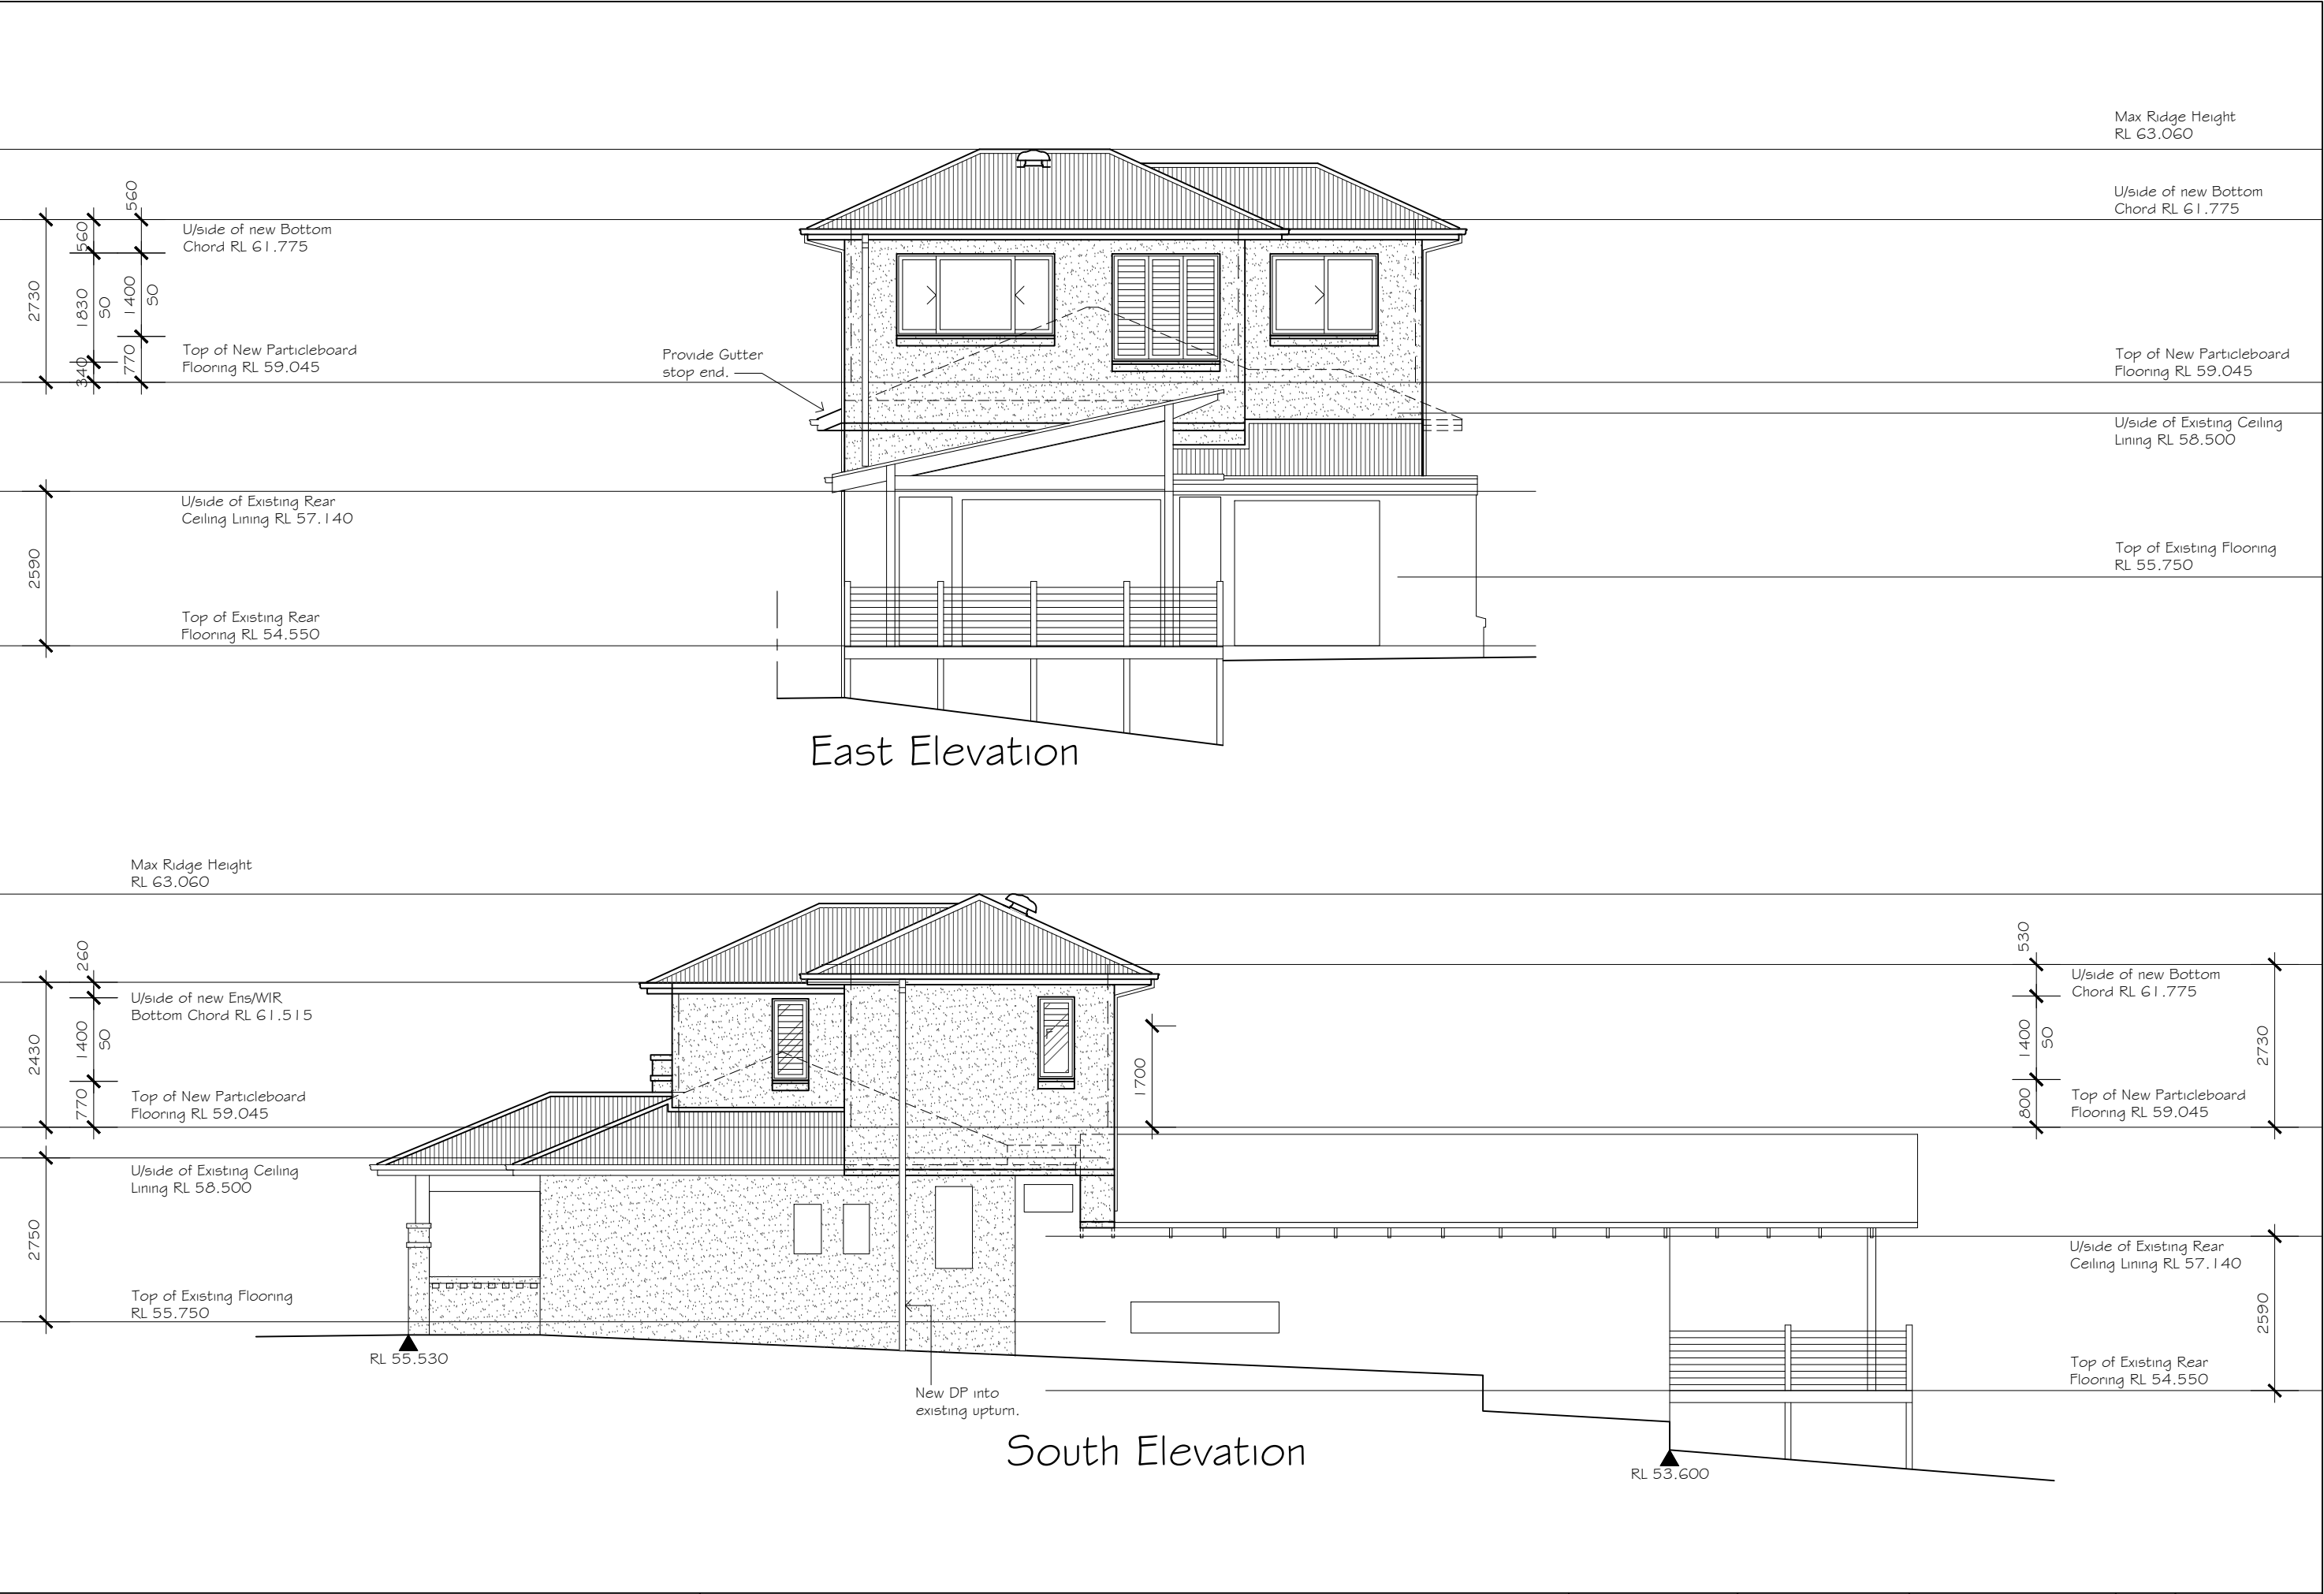 Max Ridge Height
RL 63.060
U/side of new Bottom
Chord RL 61.775
Top of New Particleboard
Flooring RL 59.045
U/side of Existing Ceiling
Lining RL 58.500
Top of Existing Flooring
RL 55.750
560
560
2730
1830
50
1400
50
340
770
U/side of new Bottom
Chord RL 61.775
Top of New Particleboard
Flooring RL 59.045
Provide Gutter
stop end.
U/side of Existing Rear
Ceiling Lining RL 57.140
2590
Top of Existing Rear
Flooring RL 54.550
East Elevation
Max Ridge Height
RL 63.060
260
2430
1400
50
770
U/side of new Ens/WIR
Bottom Chord RL 61.515
Top of New Particleboard
Flooring RL 59.045
U/side of Existing Ceiling
Lining RL 58.500
2750
Top of Existing Flooring
RL 55.750
RL 55.530
1700
F
530
1400
50
800
2730
U/side of new Bottom
Chord RL 61.775
Top of New Particleboard
Flooring RL 59.045
U/side of Existing Rear
Ceiling Lining RL 57.140
2590
Top of Existing Rear
Flooring RL 54.550
New DP into
existing upturn.
South Elevation
RL 53.600